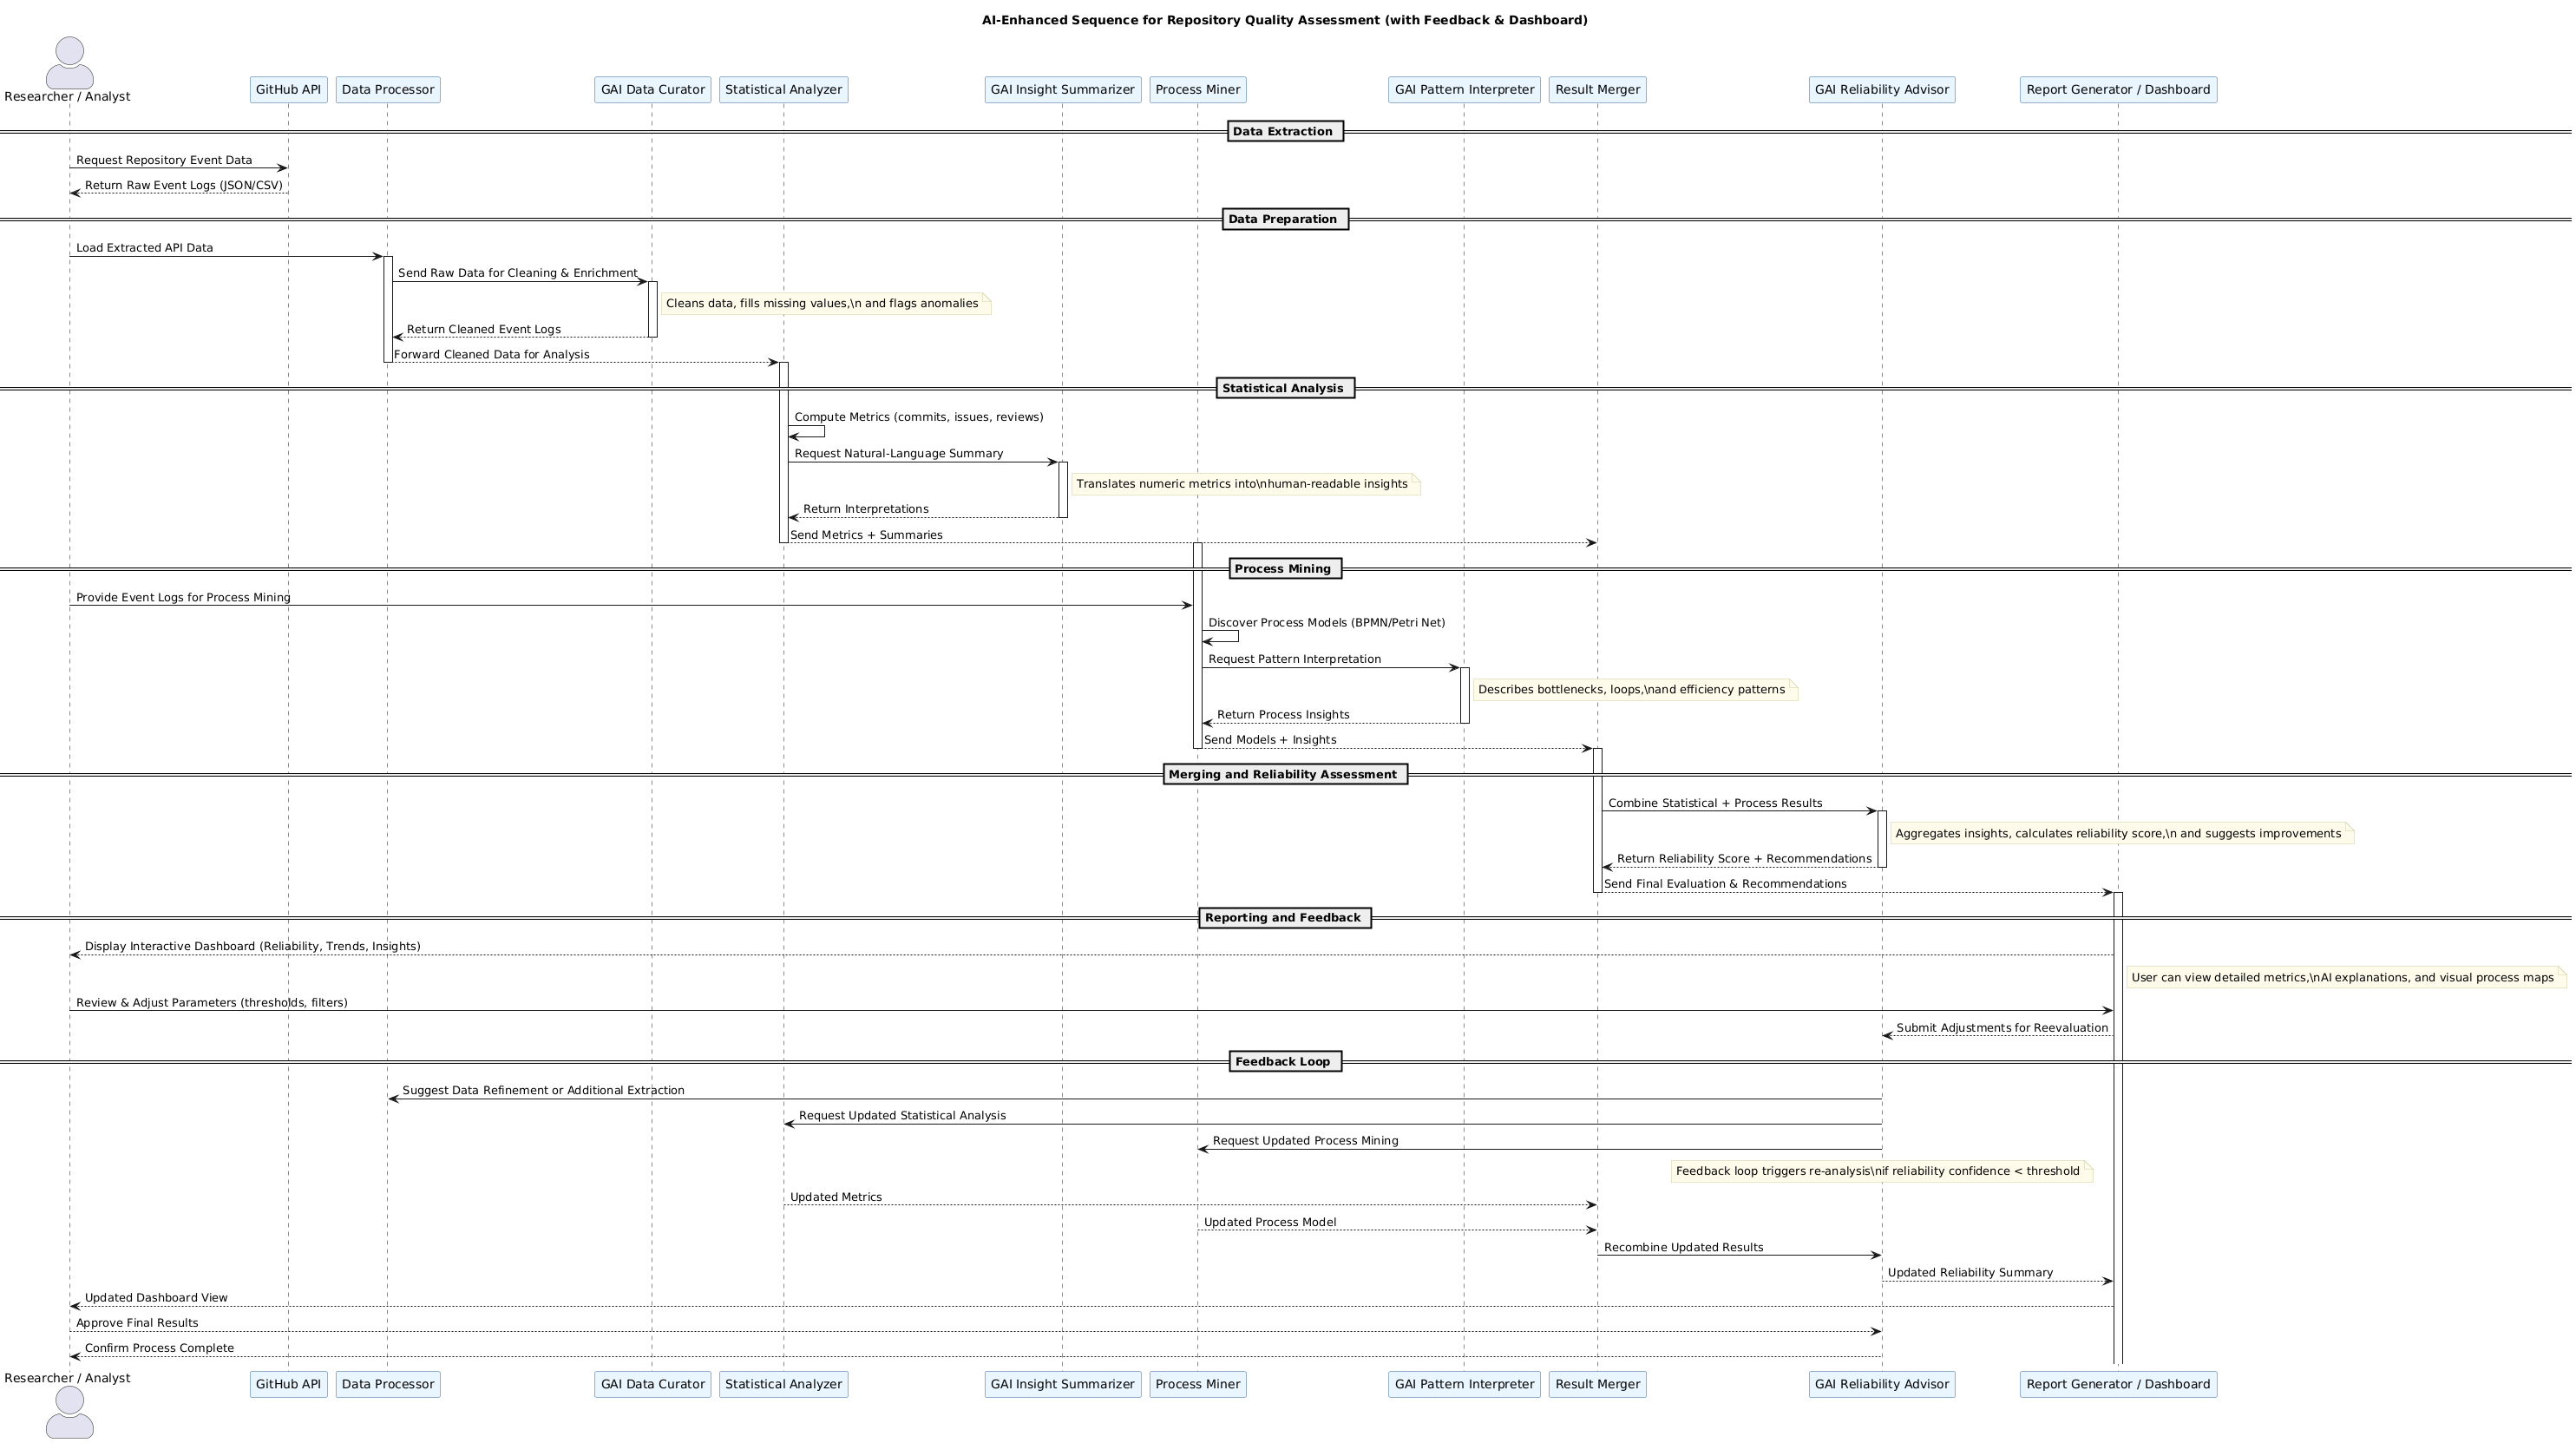 AI-Enhanced Sequence for Repository Quality Assessment (with Feedback & Dashboard)
Researcher / Analyst
GitHub API
Data Processor
GAI Data Curator
Statistical Analyzer
GAI Insight Summarizer
Process Miner
GAI Pattern Interpreter
Result Merger
GAI Reliability Advisor
Report Generator / Dashboard
Data Extraction
Request Repository Event Data
Return Raw Event Logs (JSON/CSV)
Data Preparation
Load Extracted API Data
Send Raw Data for Cleaning & Enrichment
Cleans data, fills missing values,\n and flags anomalies
Return Cleaned Event Logs
Forward Cleaned Data for Analysis
Statistical Analysis
Compute Metrics (commits, issues, reviews)
Request Natural-Language Summary
Translates numeric metrics into\nhuman-readable insights
Return Interpretations
Send Metrics + Summaries
Process Mining
Provide Event Logs for Process Mining
Discover Process Models (BPMN/Petri Net)
Request Pattern Interpretation
Describes bottlenecks, loops,\nand efficiency patterns
Return Process Insights
Send Models + Insights
Merging and Reliability Assessment
Combine Statistical + Process Results
Aggregates insights, calculates reliability score,\n and suggests improvements
Return Reliability Score + Recommendations
Send Final Evaluation & Recommendations
Reporting and Feedback
Display Interactive Dashboard (Reliability, Trends, Insights)
User can view detailed metrics,\nAI explanations, and visual process maps
Review & Adjust Parameters (thresholds, filters)
Submit Adjustments for Reevaluation
Feedback Loop
Suggest Data Refinement or Additional Extraction
Request Updated Statistical Analysis
Request Updated Process Mining
Feedback loop triggers re-analysis\nif reliability confidence < threshold
Updated Metrics
Updated Process Model
Recombine Updated Results
Updated Reliability Summary
Updated Dashboard View
Approve Final Results
Confirm Process Complete
Researcher / Analyst
GitHub API
Data Processor
GAI Data Curator
Statistical Analyzer
GAI Insight Summarizer
Process Miner
GAI Pattern Interpreter
Result Merger
GAI Reliability Advisor
Report Generator / Dashboard